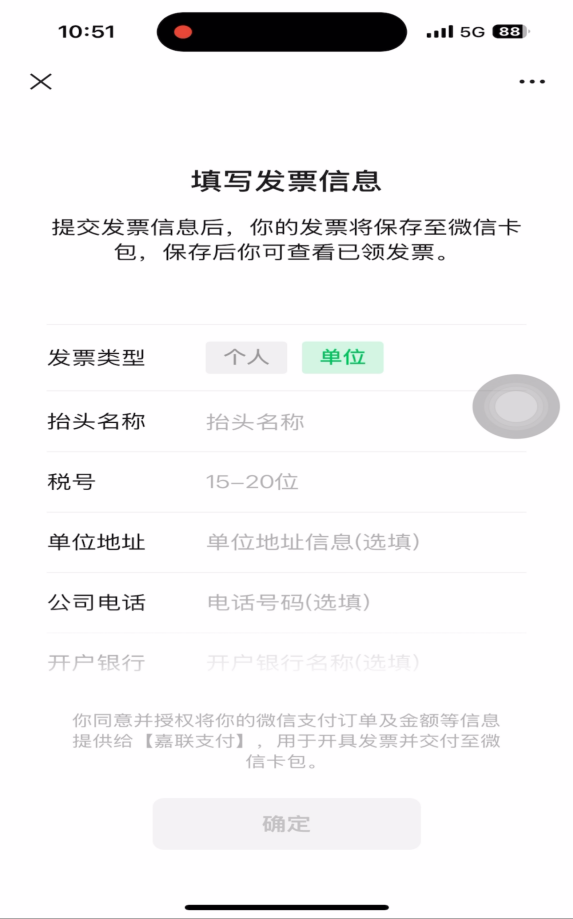 10:51
5G 88
填写发票信息
提交发票信息后，你的发票将保存至微信卡
包，保存后你可查看已领发票。
发票类型 个人 单位
抬头名称 抬头名称
税号 15-20位
单位地址 单位地址信息(选填)
公司电话 电话号码(选填)
开户银行 开户银行名称(选填)
你同意并授权将你的微信支付订单及金额等信息
提供给【嘉联支付】，用于开具发票并交付至微
信卡包。
确定